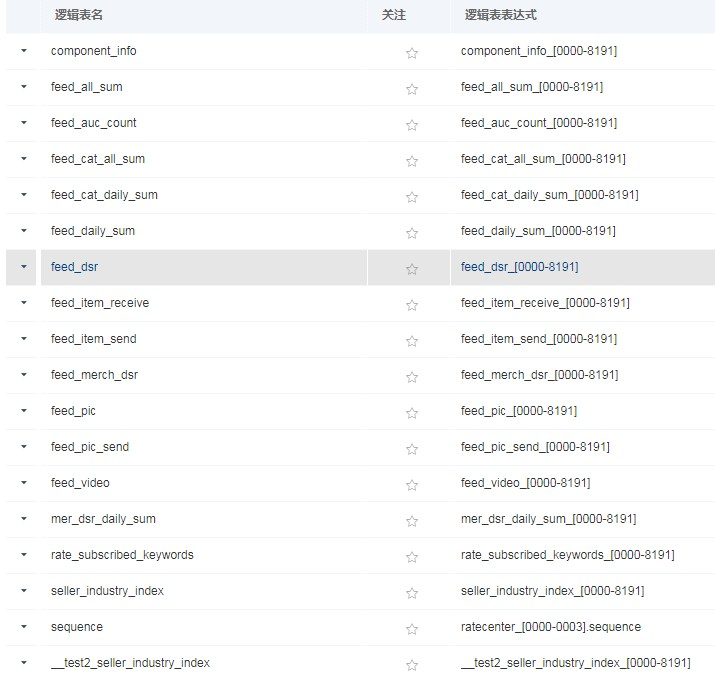 逻辑表名 关注 逻辑表表达式
component_info component_info_[0000-8191]
feed_all_sum feed_all_sum_[0000-8191]
feed_auc_count feed_auc_count_[0000-8191]
feed_cat_all_sum feed_cat_all_sum_[0000-8191]
feed_cat_daily_sum feed_cat_daily_sum_[0000-8191]
feed_daily_sum feed_daily_sum_[0000-8191]
feed_dsr feed_dsr_[0000-8191]
feed_item_receive feed_item_receive_[0000-8191]
feed_item_send feed_item_send_[0000-8191]
feed_merch_dsr feed_merch_dsr_[0000-8191]
feed_pic feed_pic_[0000-8191]
feed_pic_send feed_pic_send_[0000-8191]
feed_video feed_video_[0000-8191]
mer_dsr_daily_sum mer_dsr_daily_sum_[0000-8191]
rate_subscribed_keywords rate_subscribed_keywords_[0000-8191]
seller_industry_index seller_industry_index_[0000-8191]
sequence ratecenter_[0000-0003].sequence
__test2_seller_industry_index __test2_seller_industry_index_[0000-8191]